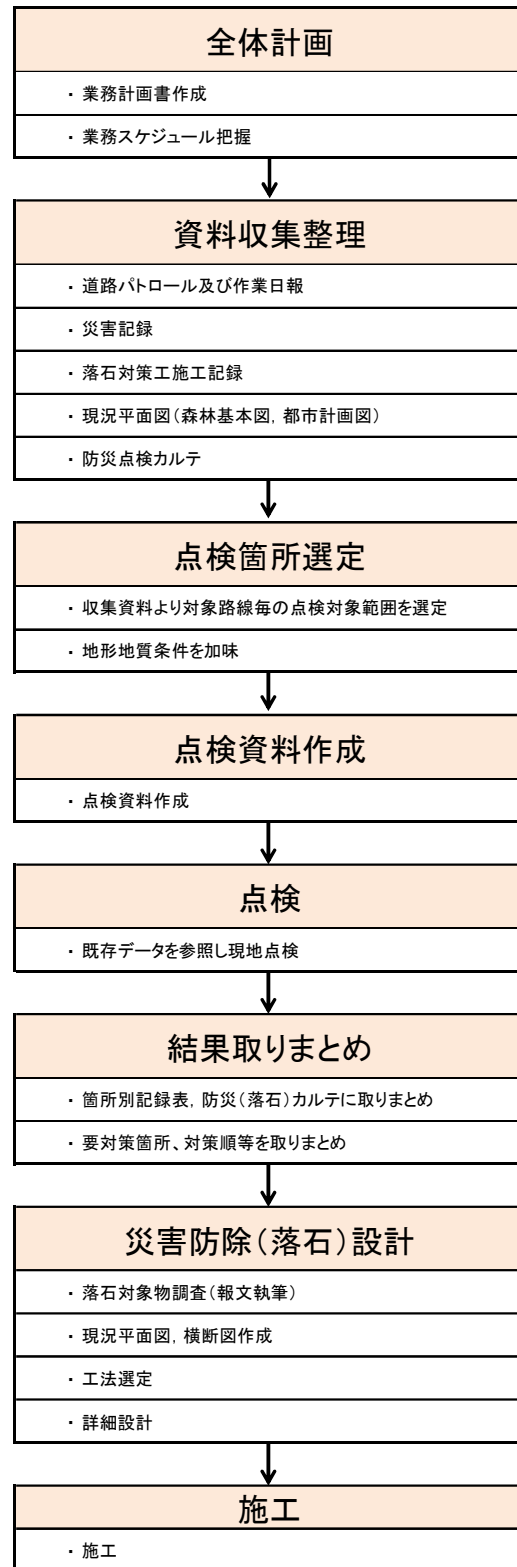 全体計画
・ 業務計画書作成
・ 業務スケジュール把握
資料収集整理
・ 道路パトロール及び作業日報
・ 災害記録
・ 落石対策工施工記録
・ 現況平面図(森林基本図, 都市計画図)
・ 防災点検カルテ
点検箇所選定
・ 収集資料より対象路線毎の点検対象範囲を選定
・ 地形地質条件を加味
点検資料作成
・ 点検資料作成
点検
・ 既存データを参照し現地点検
結果取りまとめ
・ 箇所別記録表, 防災(落石)カルテに取りまとめ
・ 要対策箇所、対策順等を取りまとめ
災害防除(落石)設計
・ 落石対象物調査(報文執筆)
・ 現況平面図, 横断図作成
・ 工法選定
・ 詳細設計
施工
・ 施工